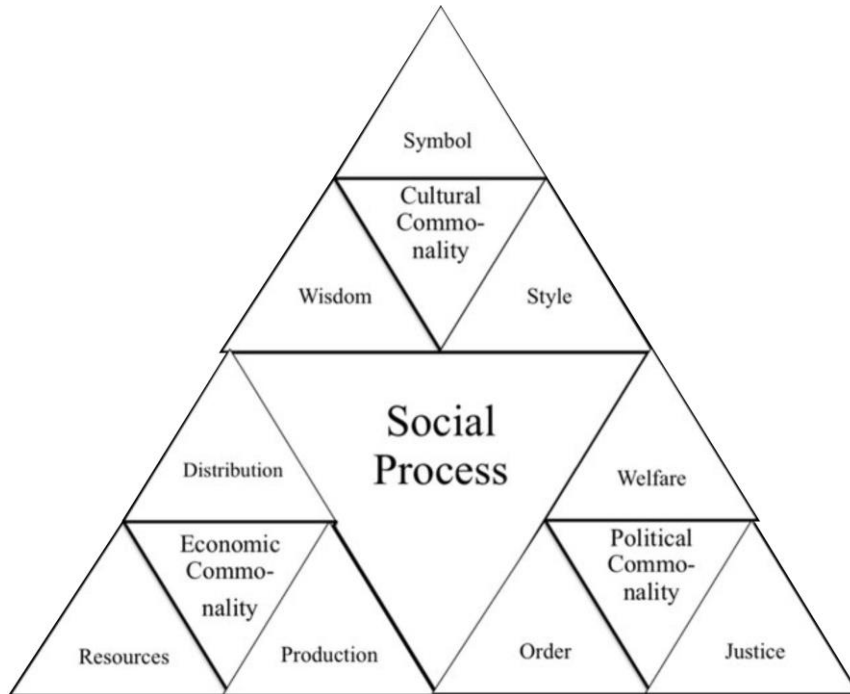 Symbol
Cultural
Commo-
nality
Wisdom
Style
Social
Process
Distribution
Welfare
Economic
Commo-
nality
Political
Commo-
nality
Resources
Production
Order
Justice